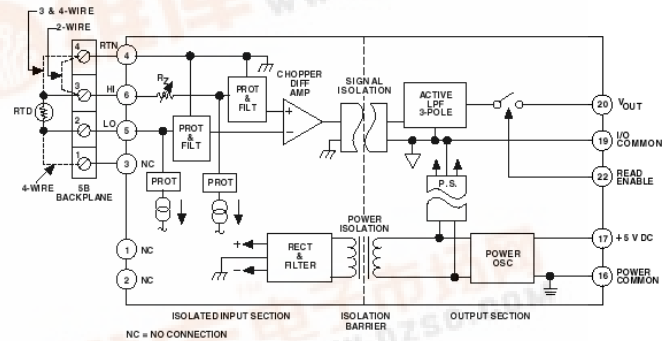 3 & 4-WIRE
2-WIRE
RTD
4-WIRE
5B
BACKPLANE
4
3
2
1
RTN
HI
LO
4
6
5
3
NC
1
NC
2
NC
RZ
PROT
& FILT
PROT
&
FILT
PROT
PROT
CHOPPER
DIFF
AMP
+
−
SIGNAL
ISOLATION
ACTIVE
LPF
3-POLE
P.S.
POWER
ISOLATION
RECT
&
FILTER
+
−
POWER
OSC
20
VOUT
19
I/O
COMMON
22
READ
ENABLE
17
+5 V DC
16
POWER
COMMON
ISOLATED INPUT SECTION
ISOLATION
BARRIER
OUTPUT SECTION
NC = NO CONNECTION